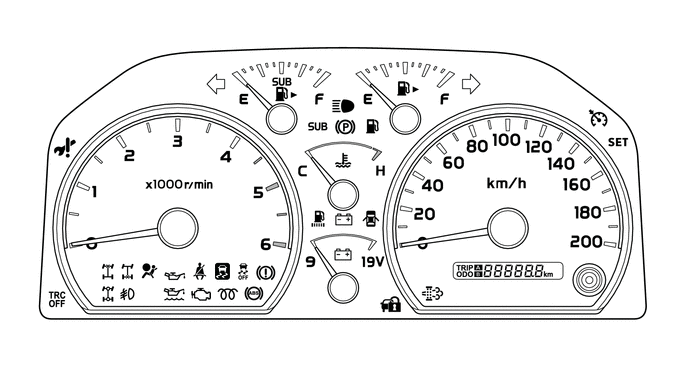 SUB
E F E F
SUB P
SET
0 1 2 3 4 5 6
x1000r/min
C H
0 20 40 60 80 100 120 140 160 180 200
km/h
9 19V
OFF
ABS
TRC
OFF
TRIP A
ODO B
888888.8 km